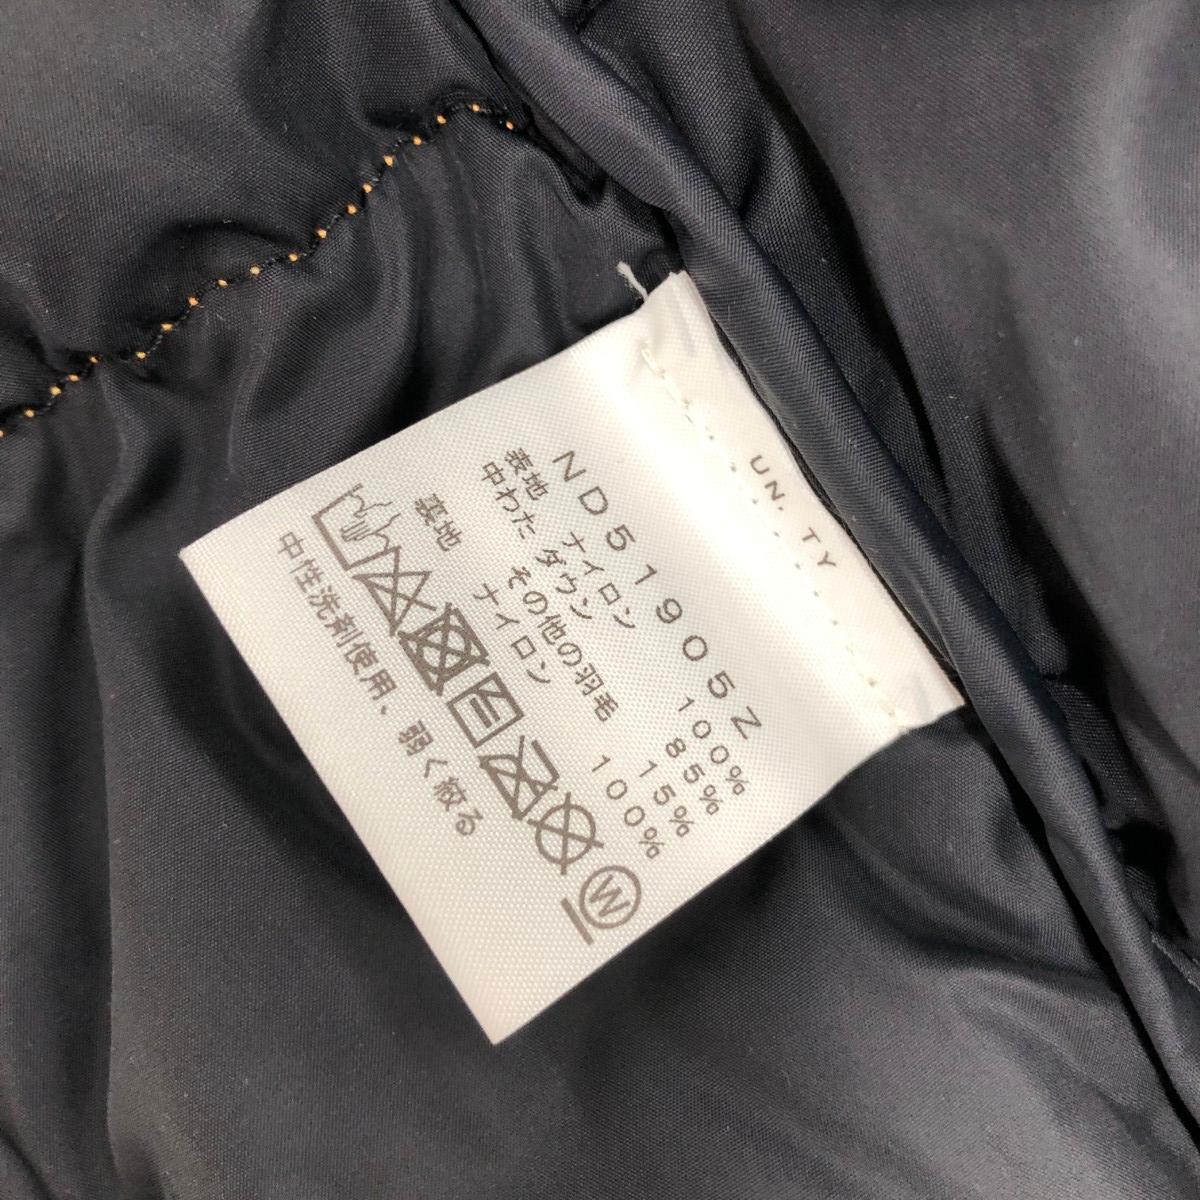 UN. TY
ND51905Z
表地 ナイロン 100%
中わた ダウン 85%
その他の羽毛 15%
裏地 ナイロン 100%
W
中性洗剤使用、弱く絞る